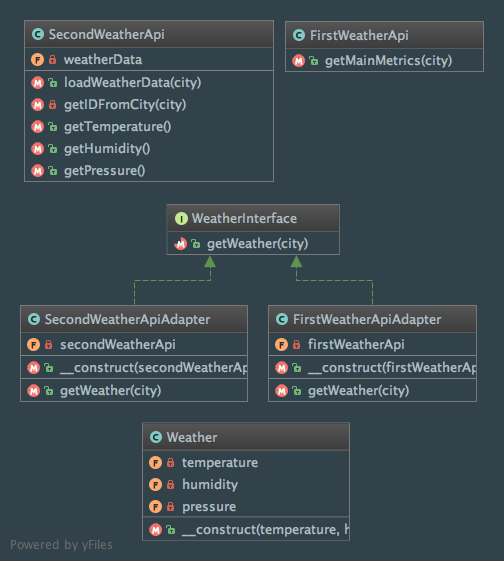 SecondWeatherApi
weatherData
loadWeatherData(city)
getIDFromCity(city)
getTemperature()
getHumidity()
getPressure()
FirstWeatherApi
getMainMetrics(city)
WeatherInterface
getWeather(city)
SecondWeatherApiAdapter
secondWeatherApi
__construct(secondWeatherAp
getWeather(city)
FirstWeatherApiAdapter
firstWeatherApi
__construct(firstWeatherAp
getWeather(city)
Weather
temperature
humidity
pressure
__construct(temperature, h
Powered by yFiles